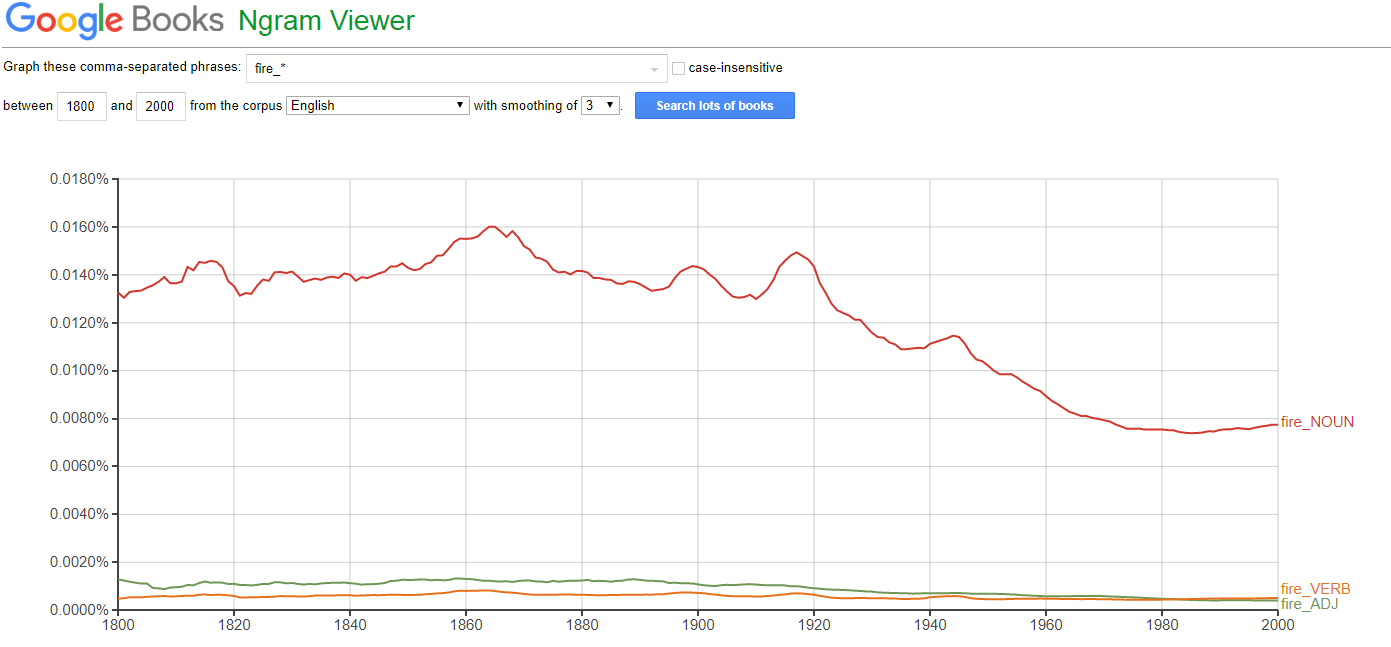 Google Books Ngram Viewer
Graph these comma-separated phrases: fire_* case-insensitive
between 1800 and 2000 from the corpus English with smoothing of 3 . Search lots of books
0.0180%
0.0160%
0.0140%
0.0120%
0.0100%
0.0080%
fire_NOUN
0.0060%
0.0040%
0.0020%
fire_VERB
fire_ADJ
0.0000%
1800 1820 1840 1860 1880 1900 1920 1940 1960 1980 2000